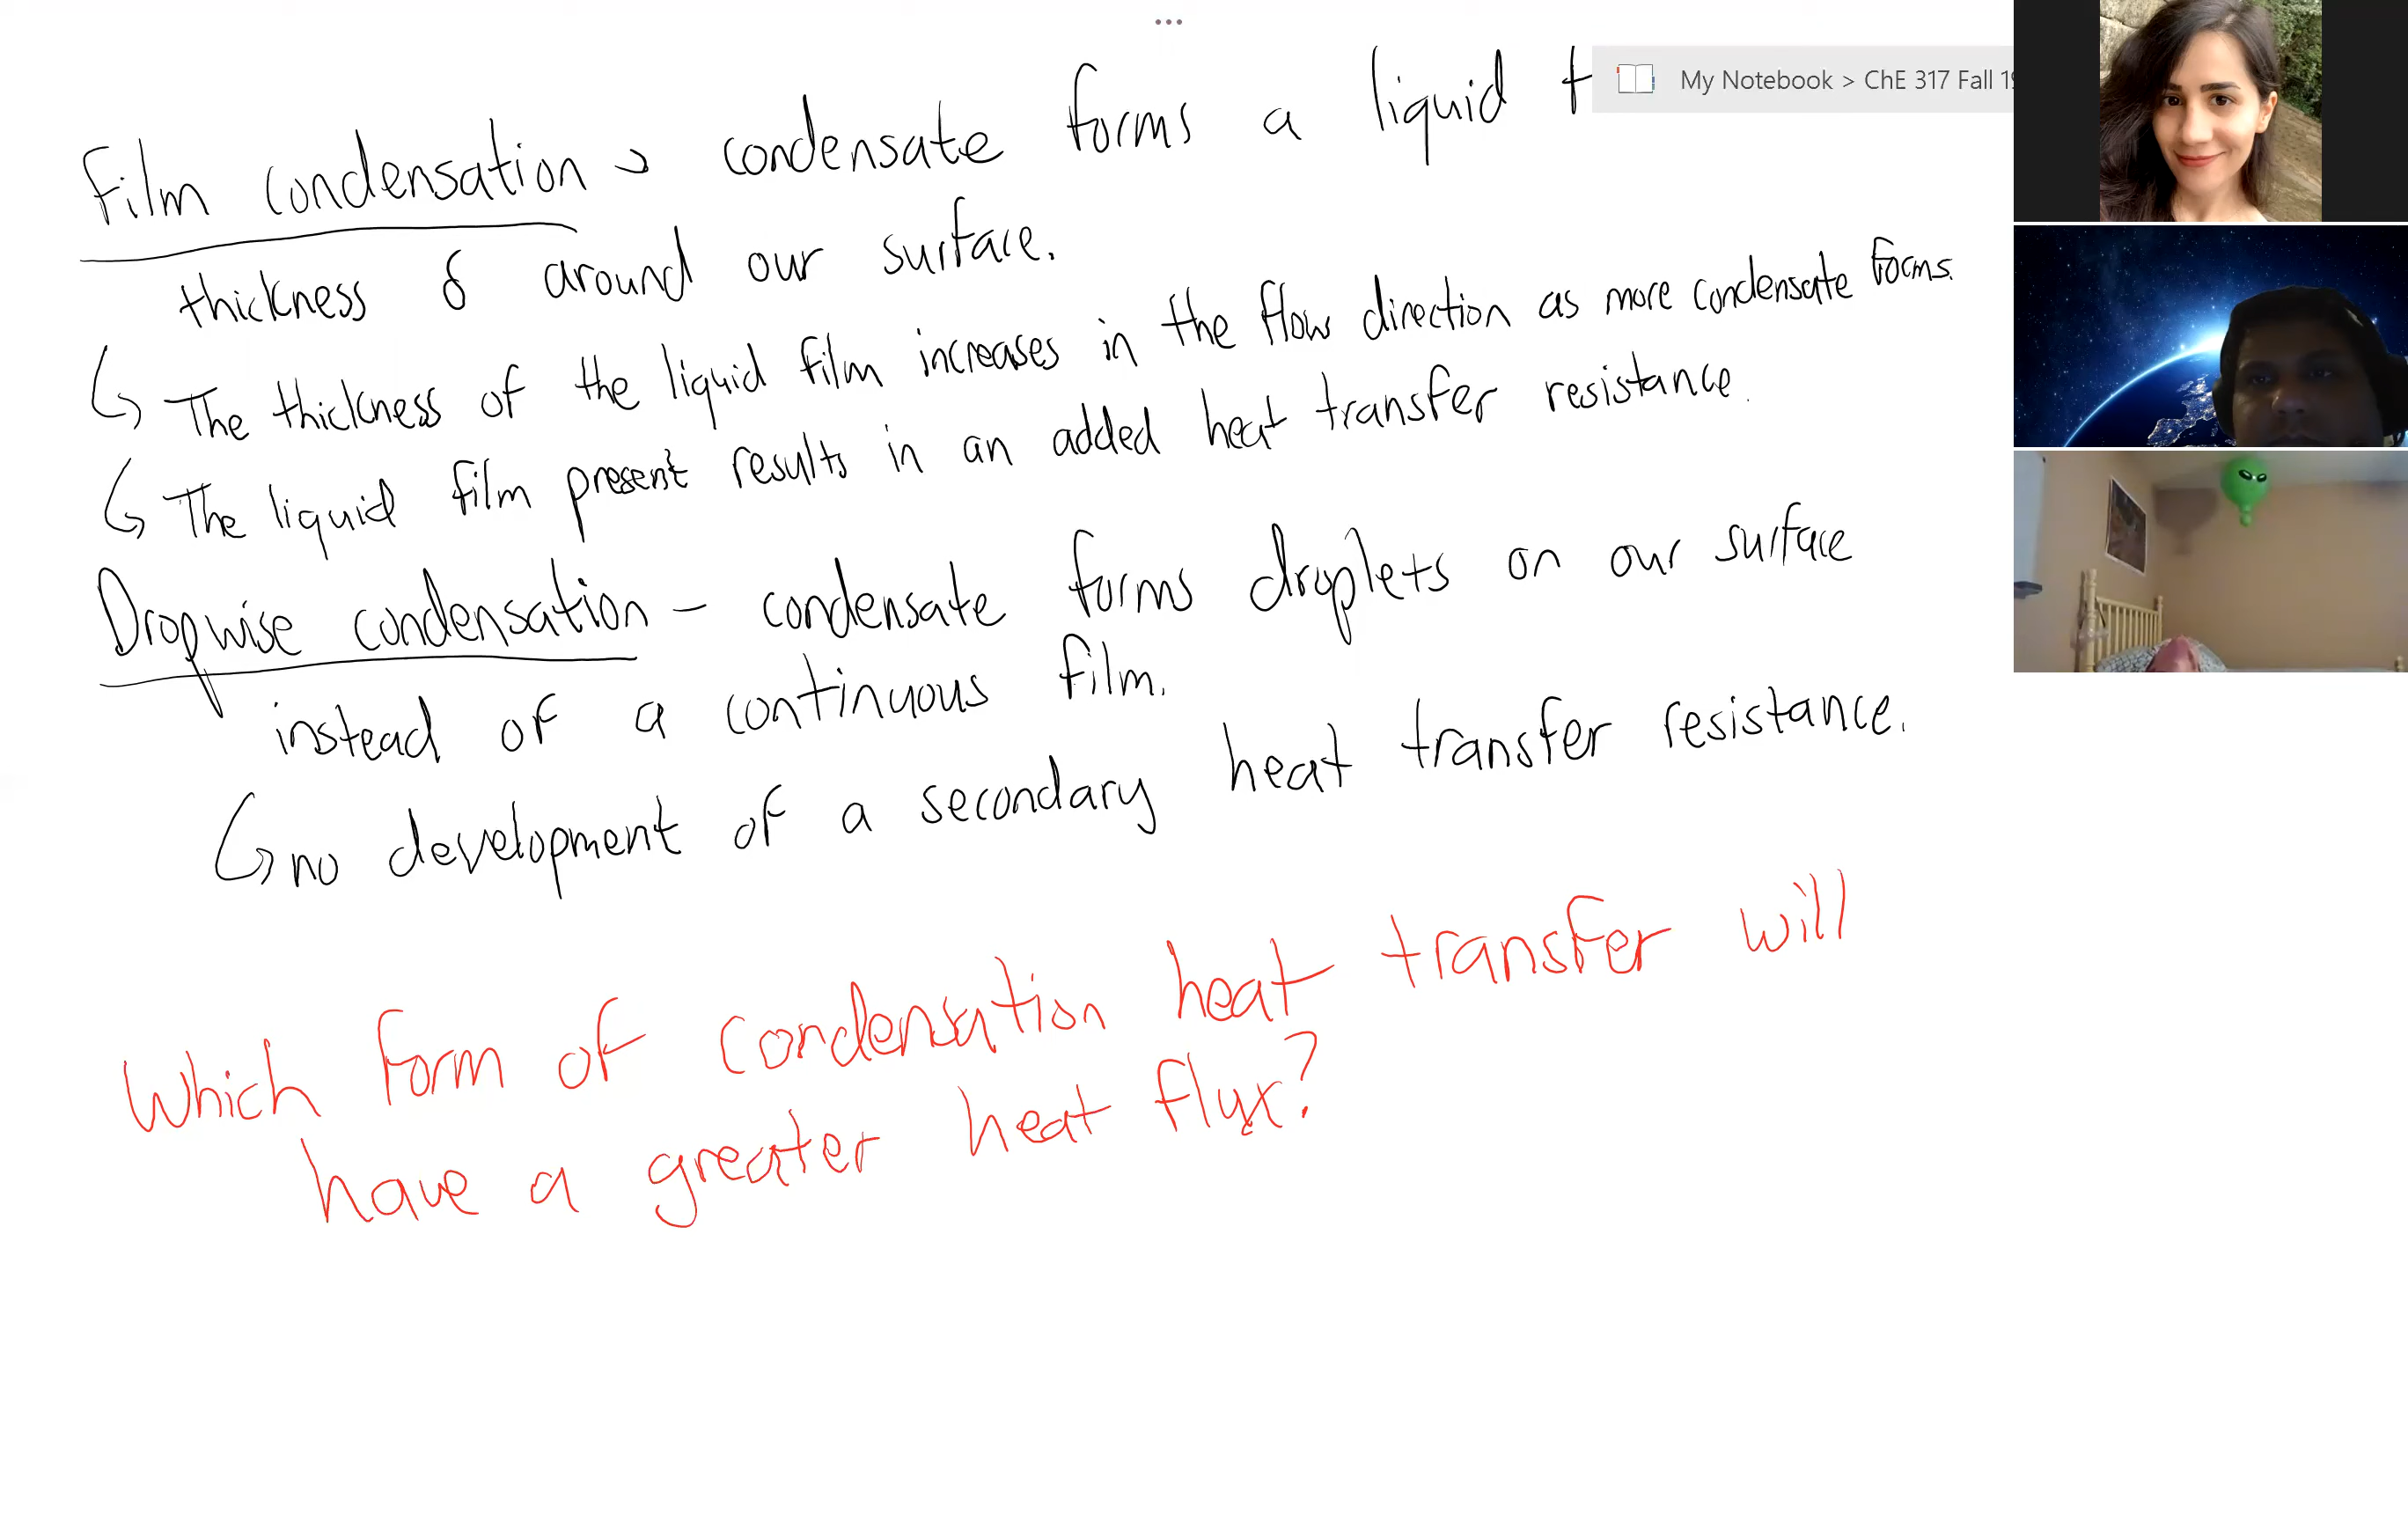 My Notebook > ChE 317 Fall 19
Film Condensation → condensate forms a liquid
thickness δ around our surface.
↳ The thickness of the liquid film increases in the flow direction as more condensate forms.
↳ The liquid film present results in an added heat transfer resistance.
Dropwise condensation - condensate forms droplets on our surface
instead of a continuous film.
↳ no development of a secondary heat transfer resistance.
Which form of condensation heat transfer will
have a greater heat flux?